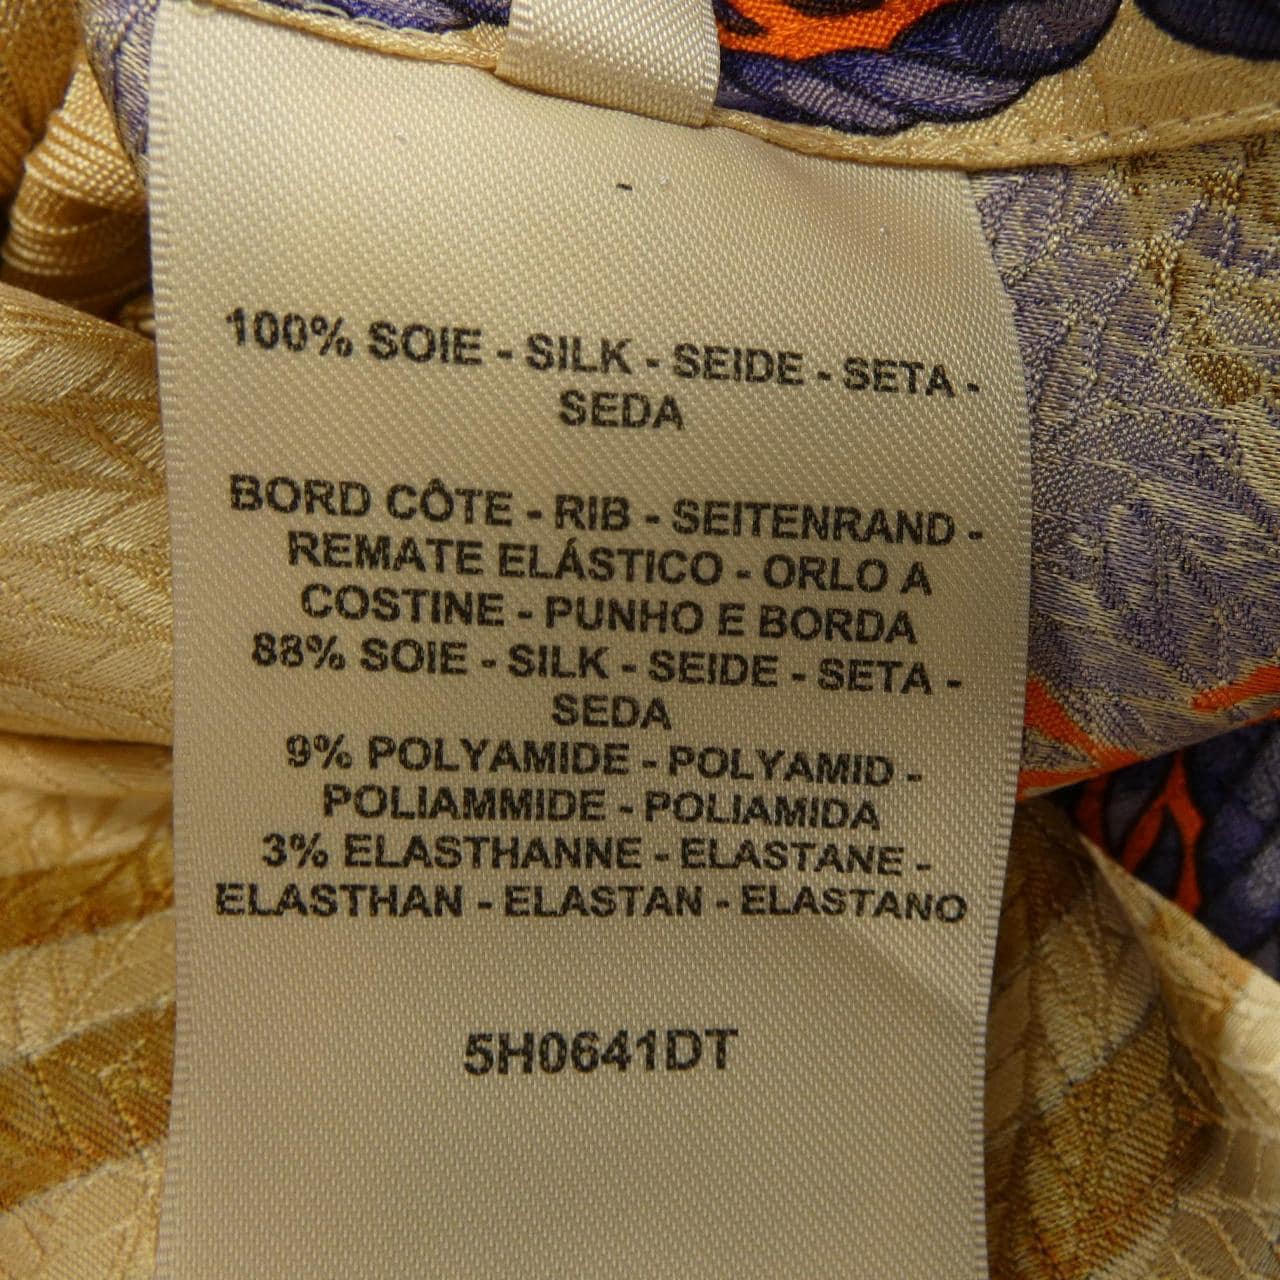 100% SOIE - SILK - SEIDE - SETA -
SEDA
BORD CÔTE - RIB - SEITENRAND -
REMATE ELÁSTICO - ORLO A
COSTINE - PUNHO E BORDA
88% SOIE - SILK - SEIDE - SETA -
SEDA
9% POLYAMIDE - POLYAMID -
POLIAMMIDE - POLIAMIDA
3% ELASTHANNE - ELASTANE -
ELASTHAN - ELASTAN - ELASTANO
5H0641DT